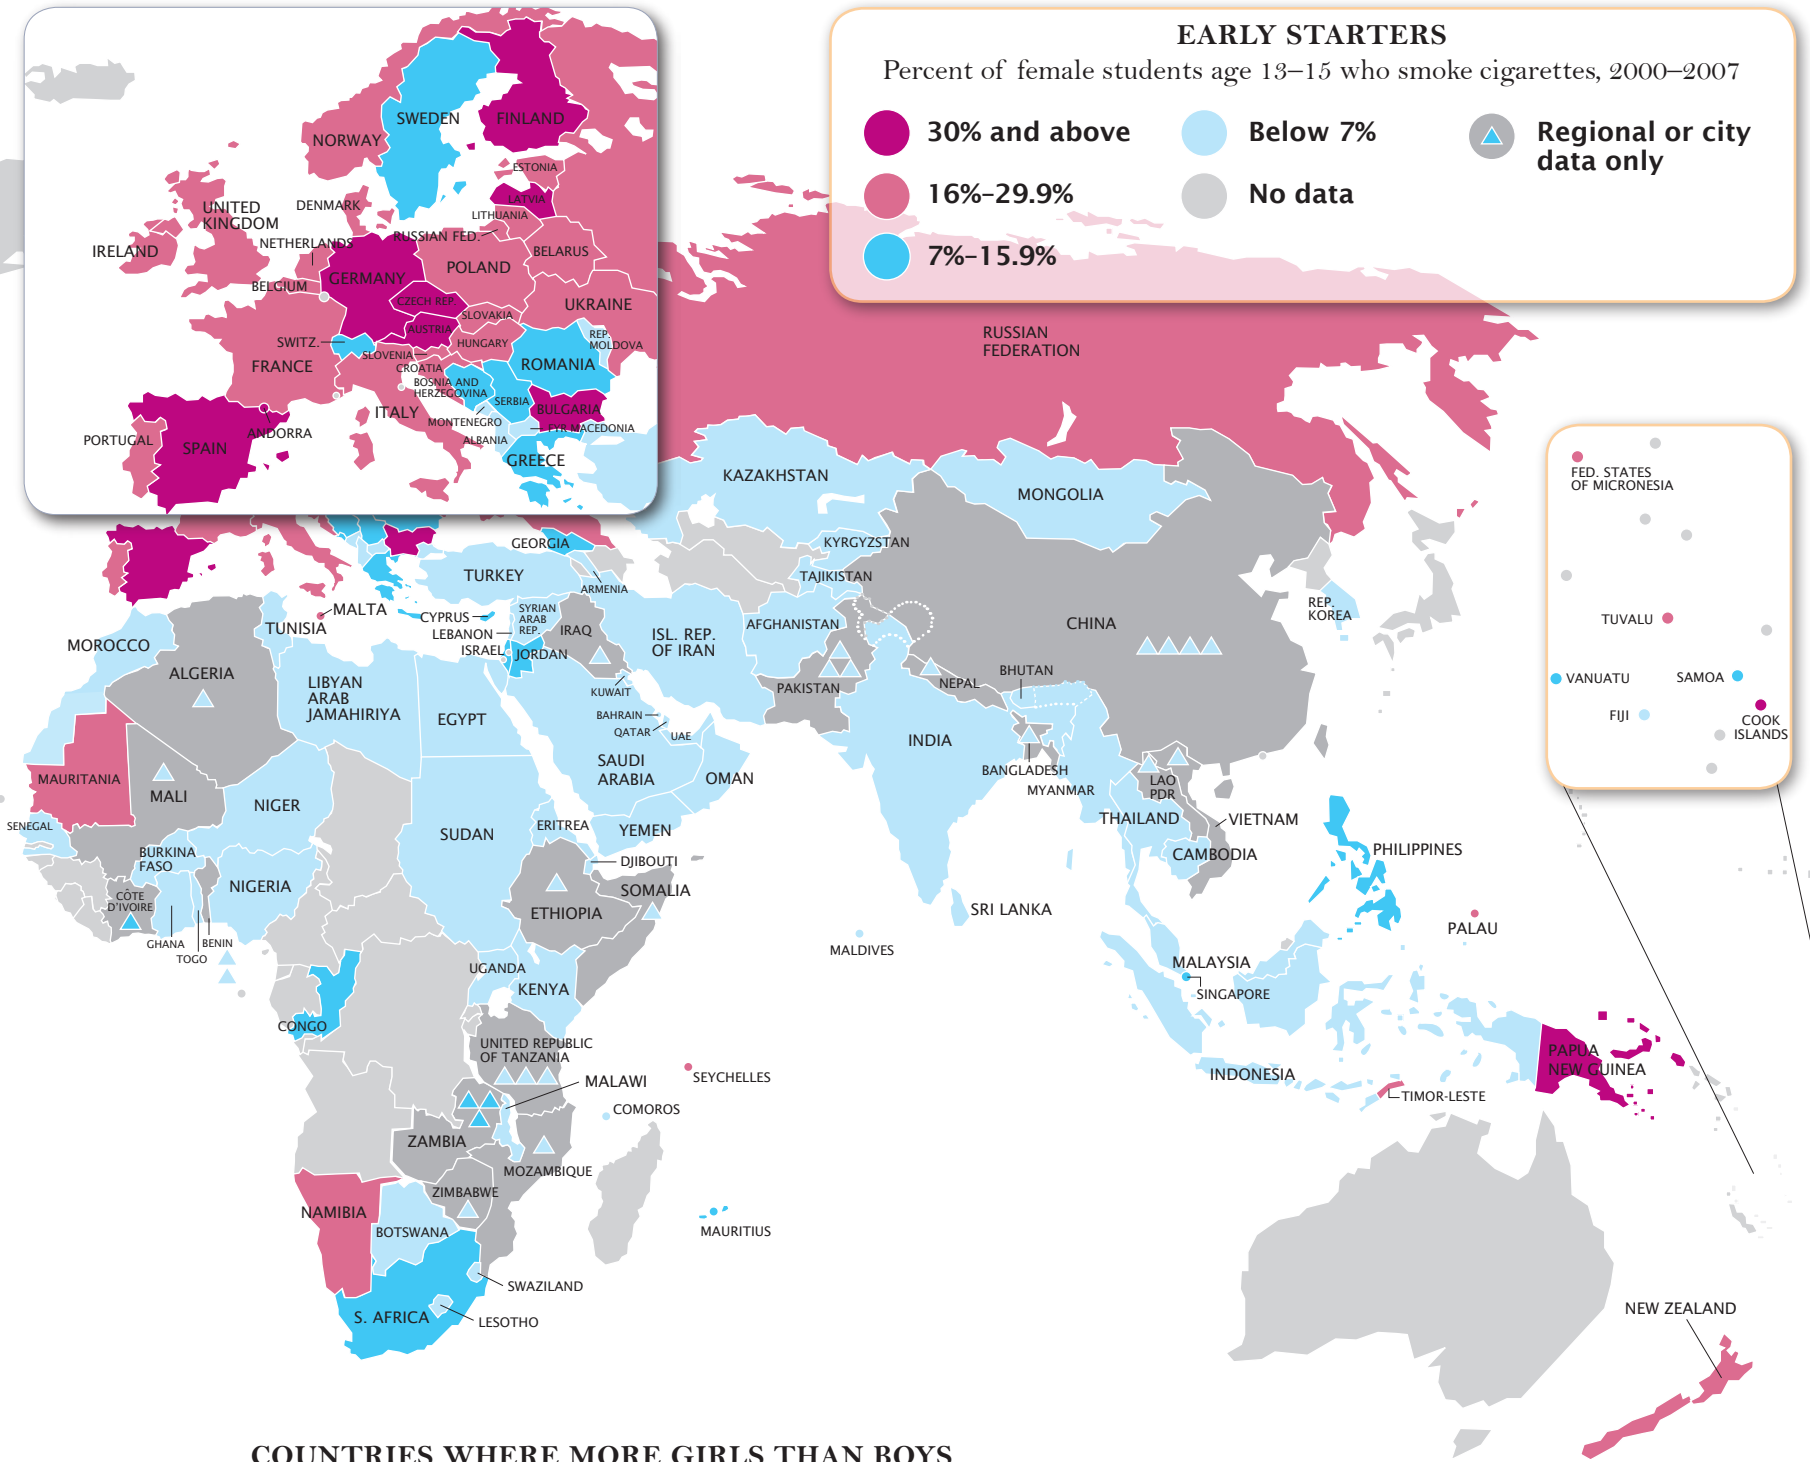 EARLY STARTERS
Percent of female students age 13–15 who smoke cigarettes, 2000–2007
30% and above
16%–29.9%
7%–15.9%
Below 7%
No data
Regional or city
data only
SWEDEN
FINLAND
NORWAY
ESTONIA
LATVIA
UNITED
KINGDOM
DENMARK
LITHUANIA
RUSSIAN FED.
NETHERLANDS
IRELAND
BELARUS
POLAND
GERMANY
BELGIUM
CZECH REP.
UKRAINE
SLOVAKIA
AUSTRIA
SWITZ.
HUNGARY
REP.
MOLDOVA
SLOVENIA
FRANCE
CROATIA
ROMANIA
BOSNIA AND
HERZEGOVINA
SERBIA
ITALY
BULGARIA
MONTENEGRO
FYR MACEDONIA
ANDORRA
PORTUGAL
SPAIN
ALBANIA
GREECE
RUSSIAN
FEDERATION
KAZAKHSTAN
MONGOLIA
FED. STATES
OF MICRONESIA
GEORGIA
KYRGYZSTAN
TURKEY
TAJIKISTAN
ARMENIA
MALTA
CYPRUS
SYRIAN
ARAB
REP.
REP.
KOREA
TUNISIA
LEBANON
IRAQ
ISL. REP.
OF IRAN
AFGHANISTAN
CHINA
TUVALU
MOROCCO
ISRAEL
JORDAN
ALGERIA
BHUTAN
VANUATU
SAMOA
LIBYAN
ARAB
JAMAHIRIYA
KUWAIT
PAKISTAN
NEPAL
BAHRAIN
EGYPT
QATAR
UAE
FIJI
COOK
ISLANDS
INDIA
SAUDI
ARABIA
OMAN
BANGLADESH
MAURITANIA
MALI
MYANMAR
LAO
PDR
NIGER
THAILAND
VIETNAM
SENEGAL
SUDAN
ERITREA
YEMEN
CAMBODIA
PHILIPPINES
BURKINA
FASO
DJIBOUTI
NIGERIA
SOMALIA
CÔTE
D'IVOIRE
ETHIOPIA
SRI LANKA
PALAU
GHANA
BENIN
TOGO
MALDIVES
UGANDA
MALAYSIA
KENYA
SINGAPORE
CONGO
UNITED REPUBLIC
OF TANZANIA
PAPUA
NEW GUINEA
MALAWI
SEYCHELLES
INDONESIA
TIMOR-LESTE
COMOROS
ZAMBIA
MOZAMBIQUE
ZIMBABWE
NAMIBIA
BOTSWANA
MAURITIUS
SWAZILAND
S. AFRICA
LESOTHO
NEW ZEALAND
COUNTRIES WHERE MORE GIRLS THAN BOYS